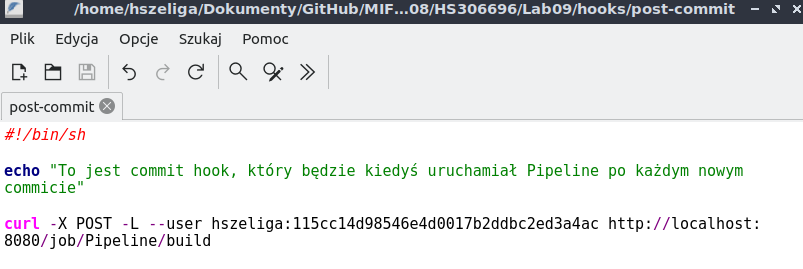 /home/hszeliga/Dokumenty/GitHub/MIF...08/HS306696/Lab09/hooks/post-commit
Plik Edycja Opcje Szukaj Pomoc
post-commit
#!/bin/sh
echo "To jest commit hook, który będzie kiedyś uruchamiał Pipeline po każdym nowym
commicie"
curl -X POST -L --user hszeliga:115cc14d98546e4d0017b2ddbc2ed3a4ac http://localhost:
8080/job/Pipeline/build